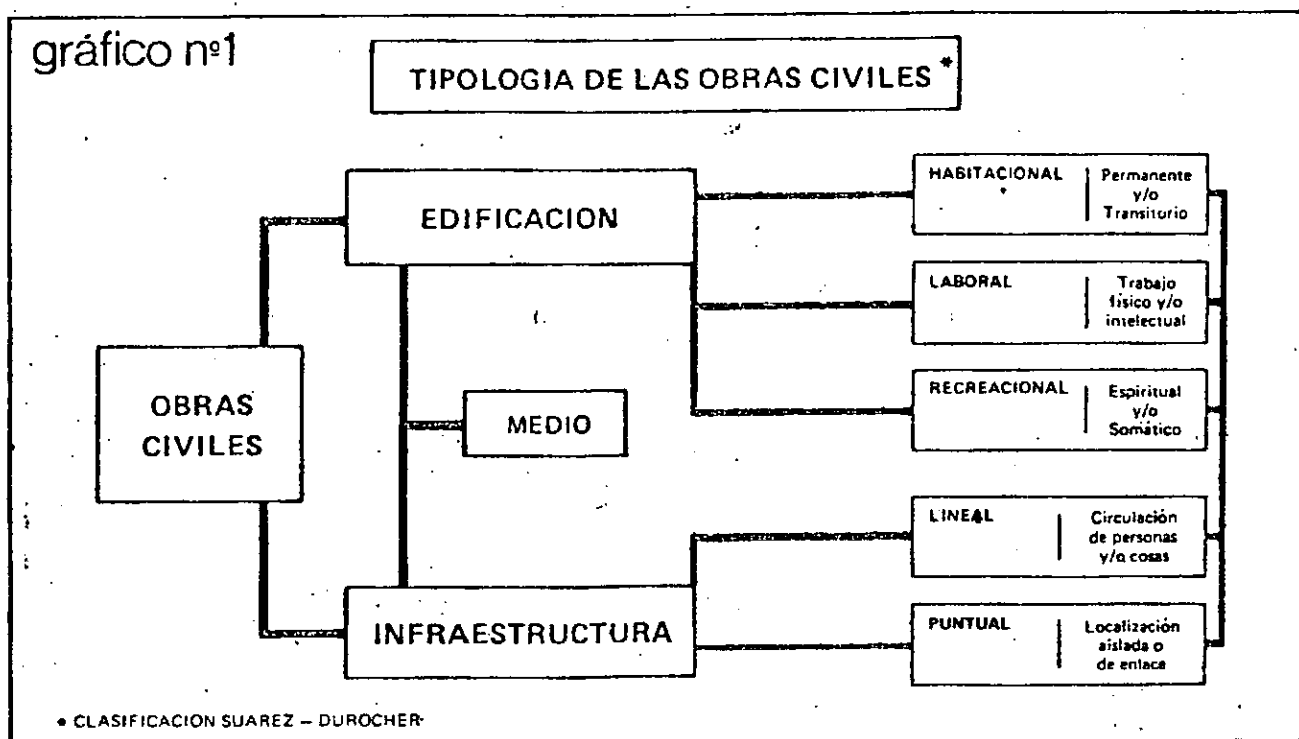 gráfico nº1
TIPOLOGIA DE LAS OBRAS CIVILES *
EDIFICACION
OBRAS
CIVILES
MEDIO
INFRAESTRUCTURA
HABITACIONAL
Permanente
y/o
Transitorio
LABORAL
Trabajo
físico y/o
intelectual
RECREACIONAL
Espiritual
y/o
Somático
LINEAL
Circulación
de personas
y/o cosas
PUNTUAL
Localización
aislada o
de enlace
* CLASIFICACION SUAREZ – DUROCHER